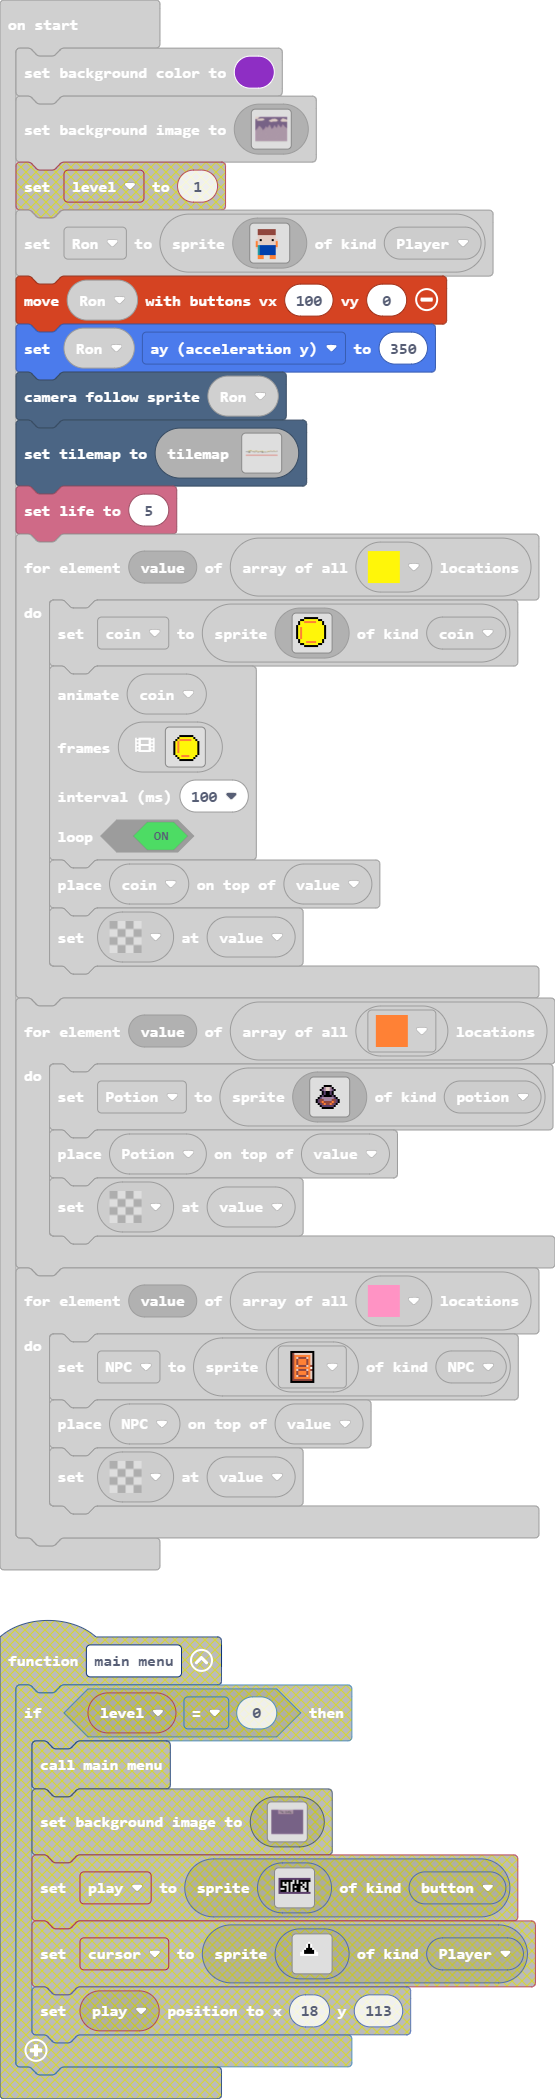 on start
set background color to
set background image to
set level to 1
set Ron to sprite of kind Player
move Ron with buttons vx 100 vy 0
set Ron ay (acceleration y) to 350
camera follow sprite Ron
set tilemap to tilemap
set life to 5
for element value of array of all locations
do
set coin to sprite of kind coin
animate coin
frames
interval (ms) 100
loop ON
place coin on top of value
set at value
for element value of array of all locations
do
set Potion to sprite of kind potion
place Potion on top of value
set at value
for element value of array of all locations
do
set NPC to sprite of kind NPC
place NPC on top of value
set at value
function main menu
if level = 0 then
call main menu
set background image to
set play to sprite START of kind button
set cursor to sprite of kind Player
set play position to x 18 y 113